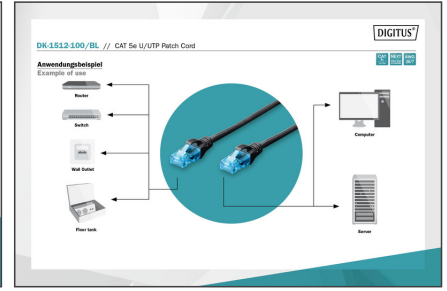 DIGITUS®
DK-1512-100/BL // CAT 5e U/UTP Patch Cord
Anwendungsbeispiel
Example of use
Router
Switch
Wall Outlet
Floor tank
Computer
Server